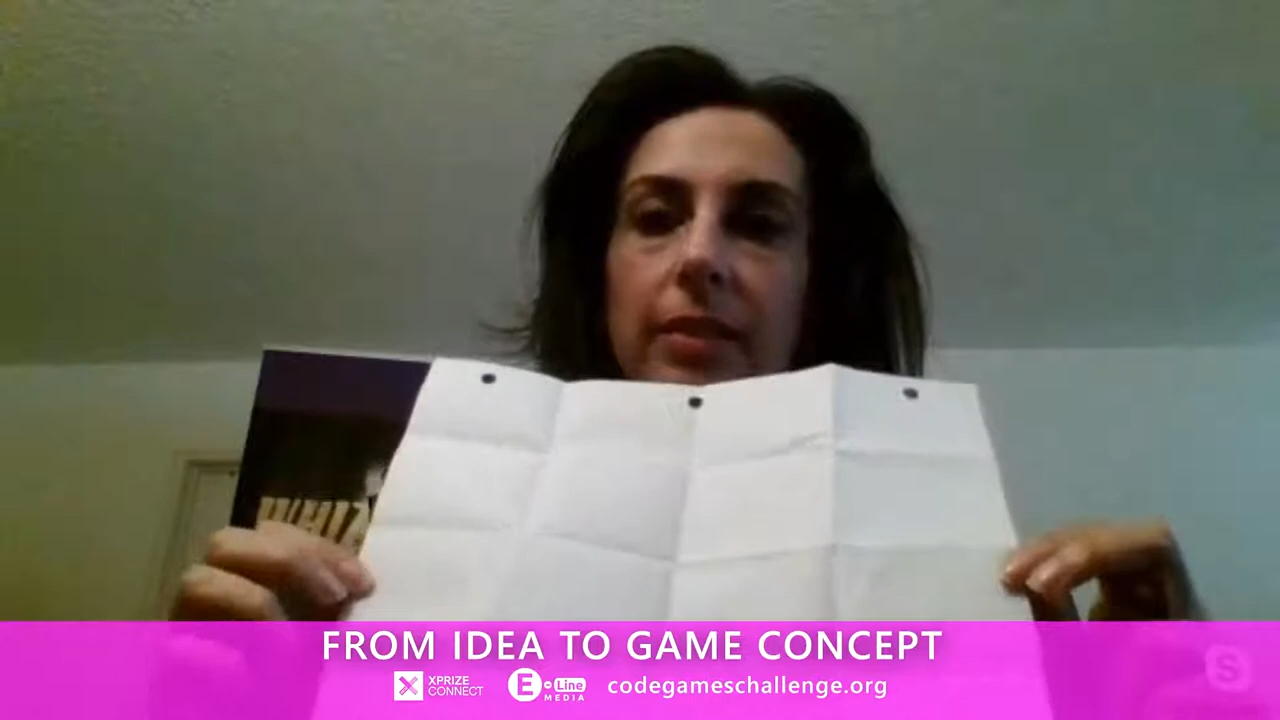 FROM IDEA TO GAME CONCEPT
XPRIZE
CONNECT
E-Line
MEDIA
codegameschallenge.org